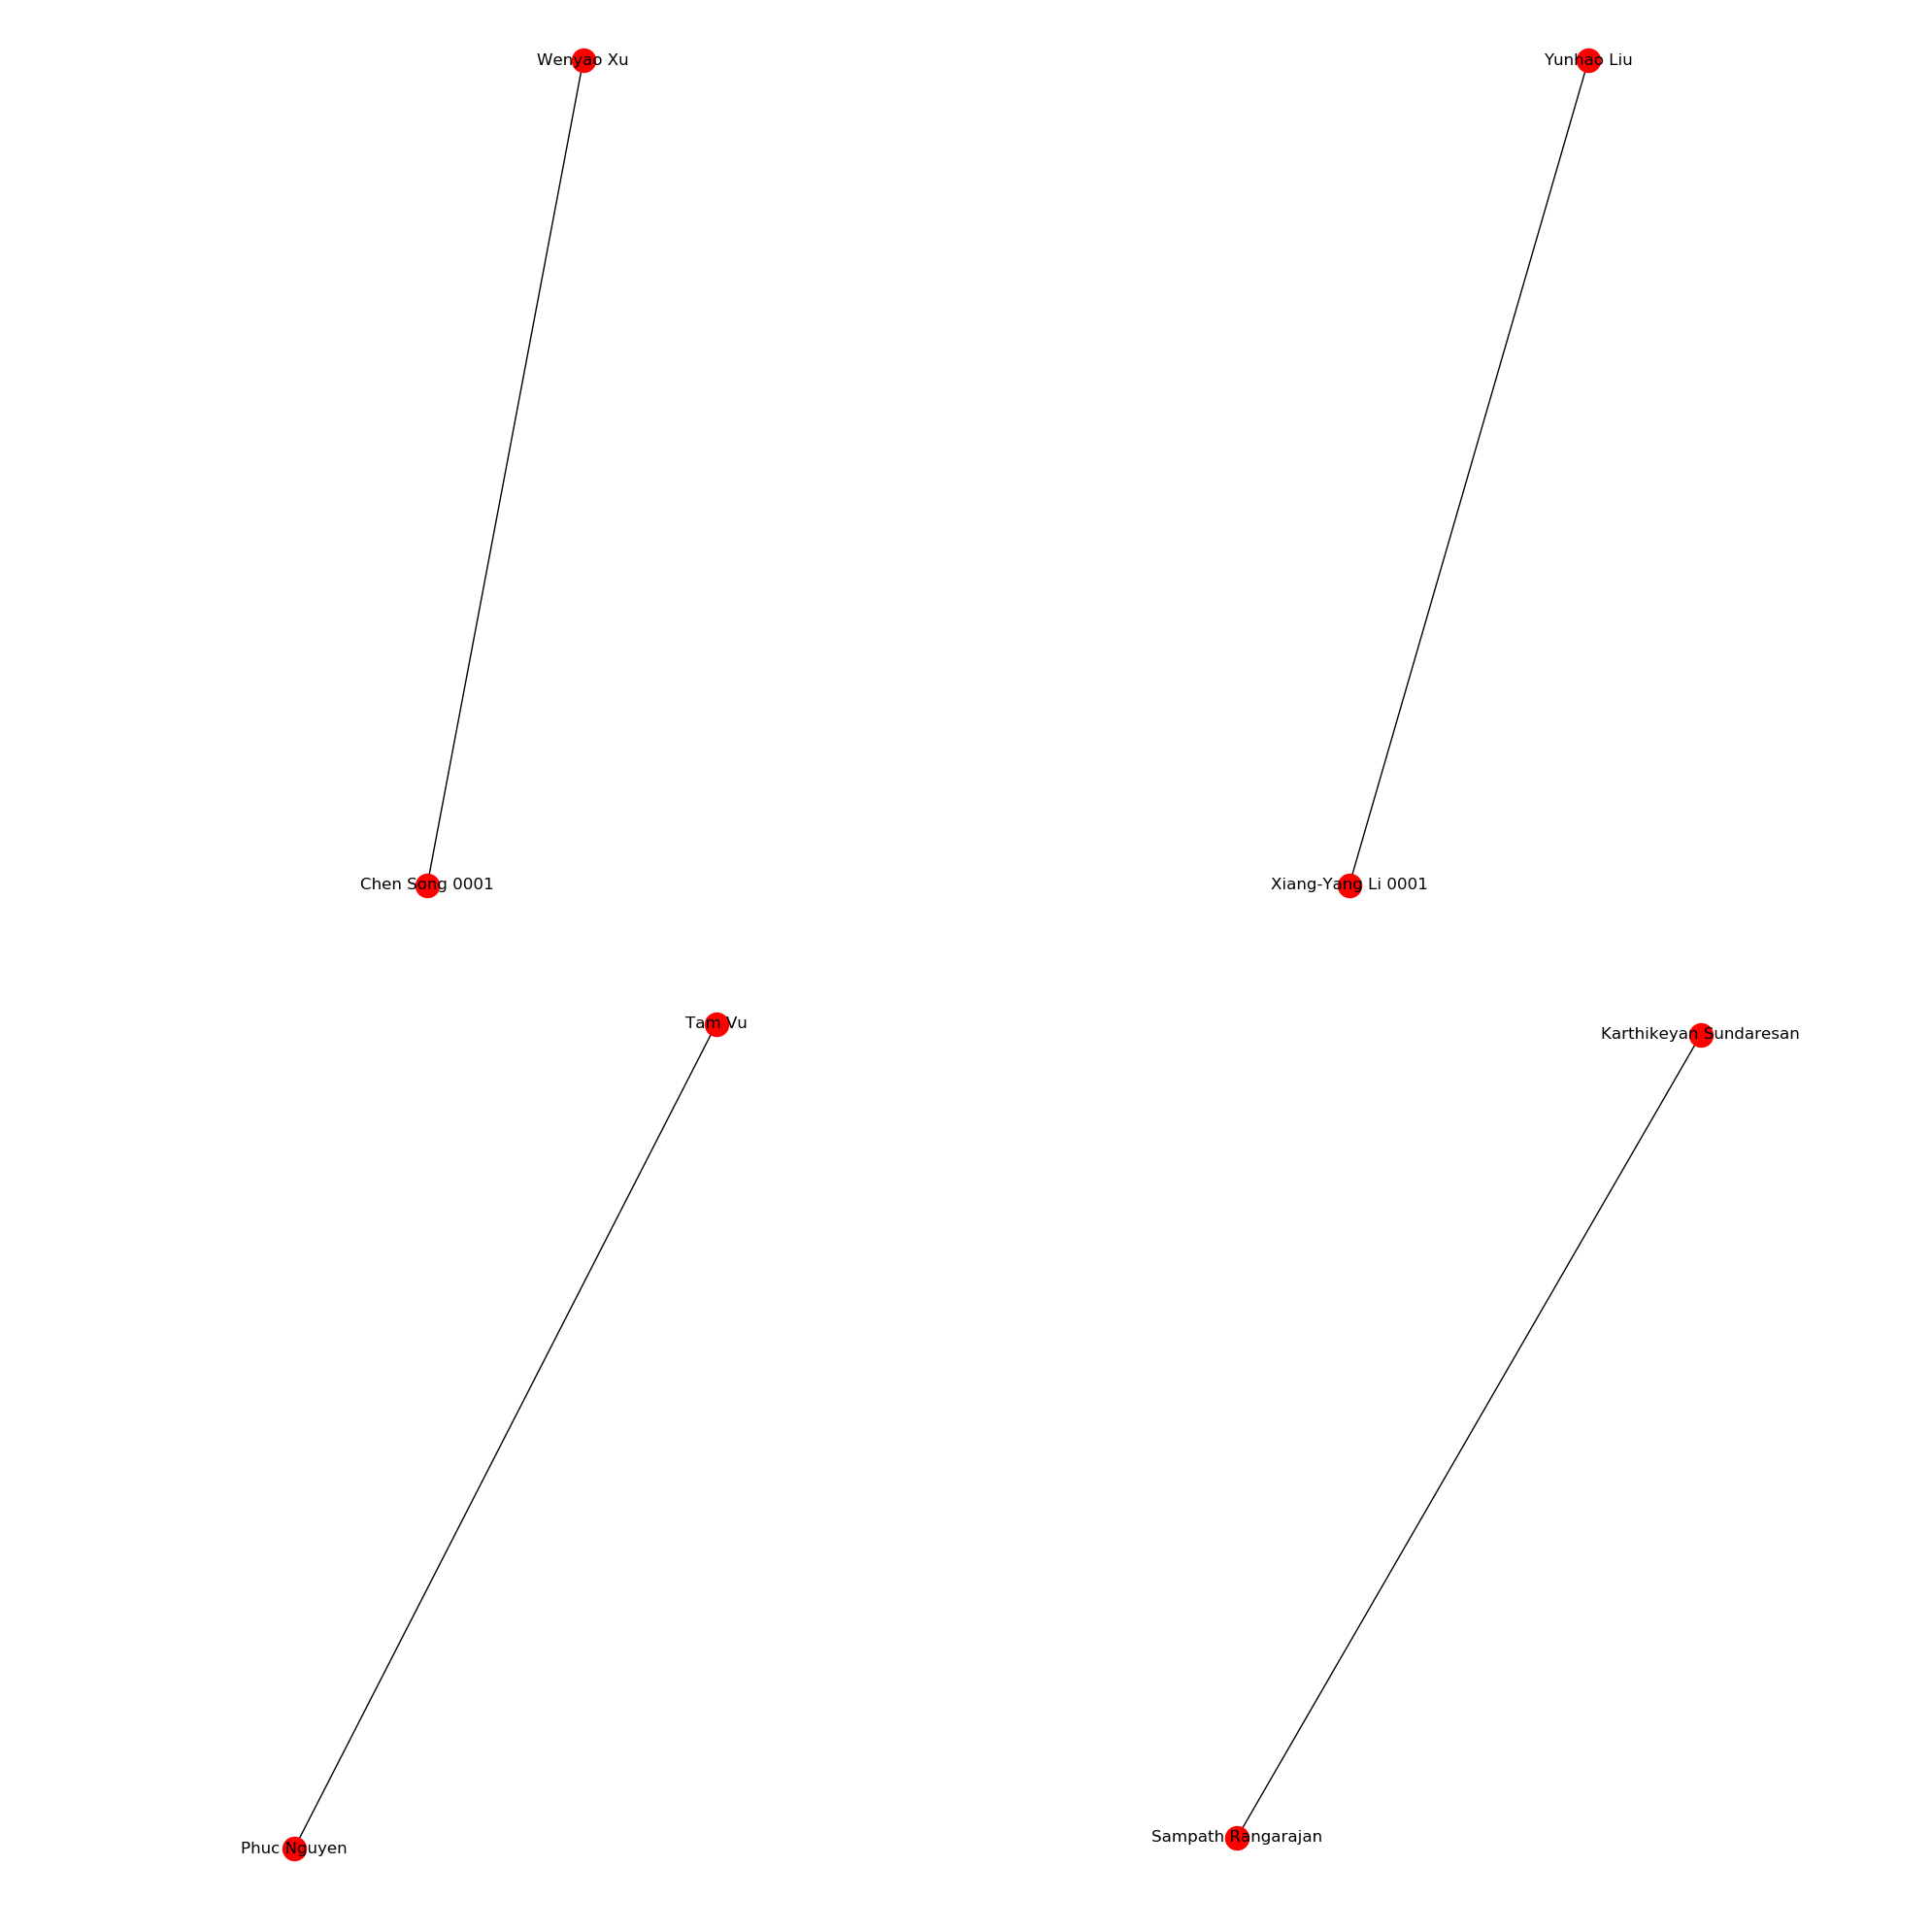 Wenyao Xu
Yunhao Liu
Chen Song 0001
Xiang-Yang Li 0001
Tam Vu
Karthikeyan Sundaresan
Phuc Nguyen
Sampath Rangarajan